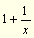 1 + 1/x